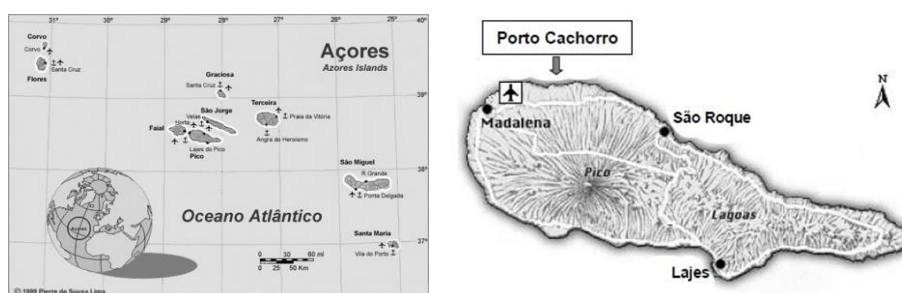 31°
30°
29°
28°
27°
26°
25°
40°
Corvo
Corvo
Santa Cruz
Flores
Açores
Azores Islands
Graciosa
Santa Cruz
39°
São Jorge
Velas
Terceira
Praia da Vitória
Angra do Heroísmo
Faial
Horta
Lajes do Pico
Pico
38°
São Miguel
R.Grande
Ponta Delgada
Oceano Atlântico
Santa Maria
Vila do Porto
37°
0 30 60 ml
0 25 50 Km
© 1999 Pierre de Sousa Lima
Porto Cachorro
N
Madalena
São Roque
Pico
Lagoas
Lajes